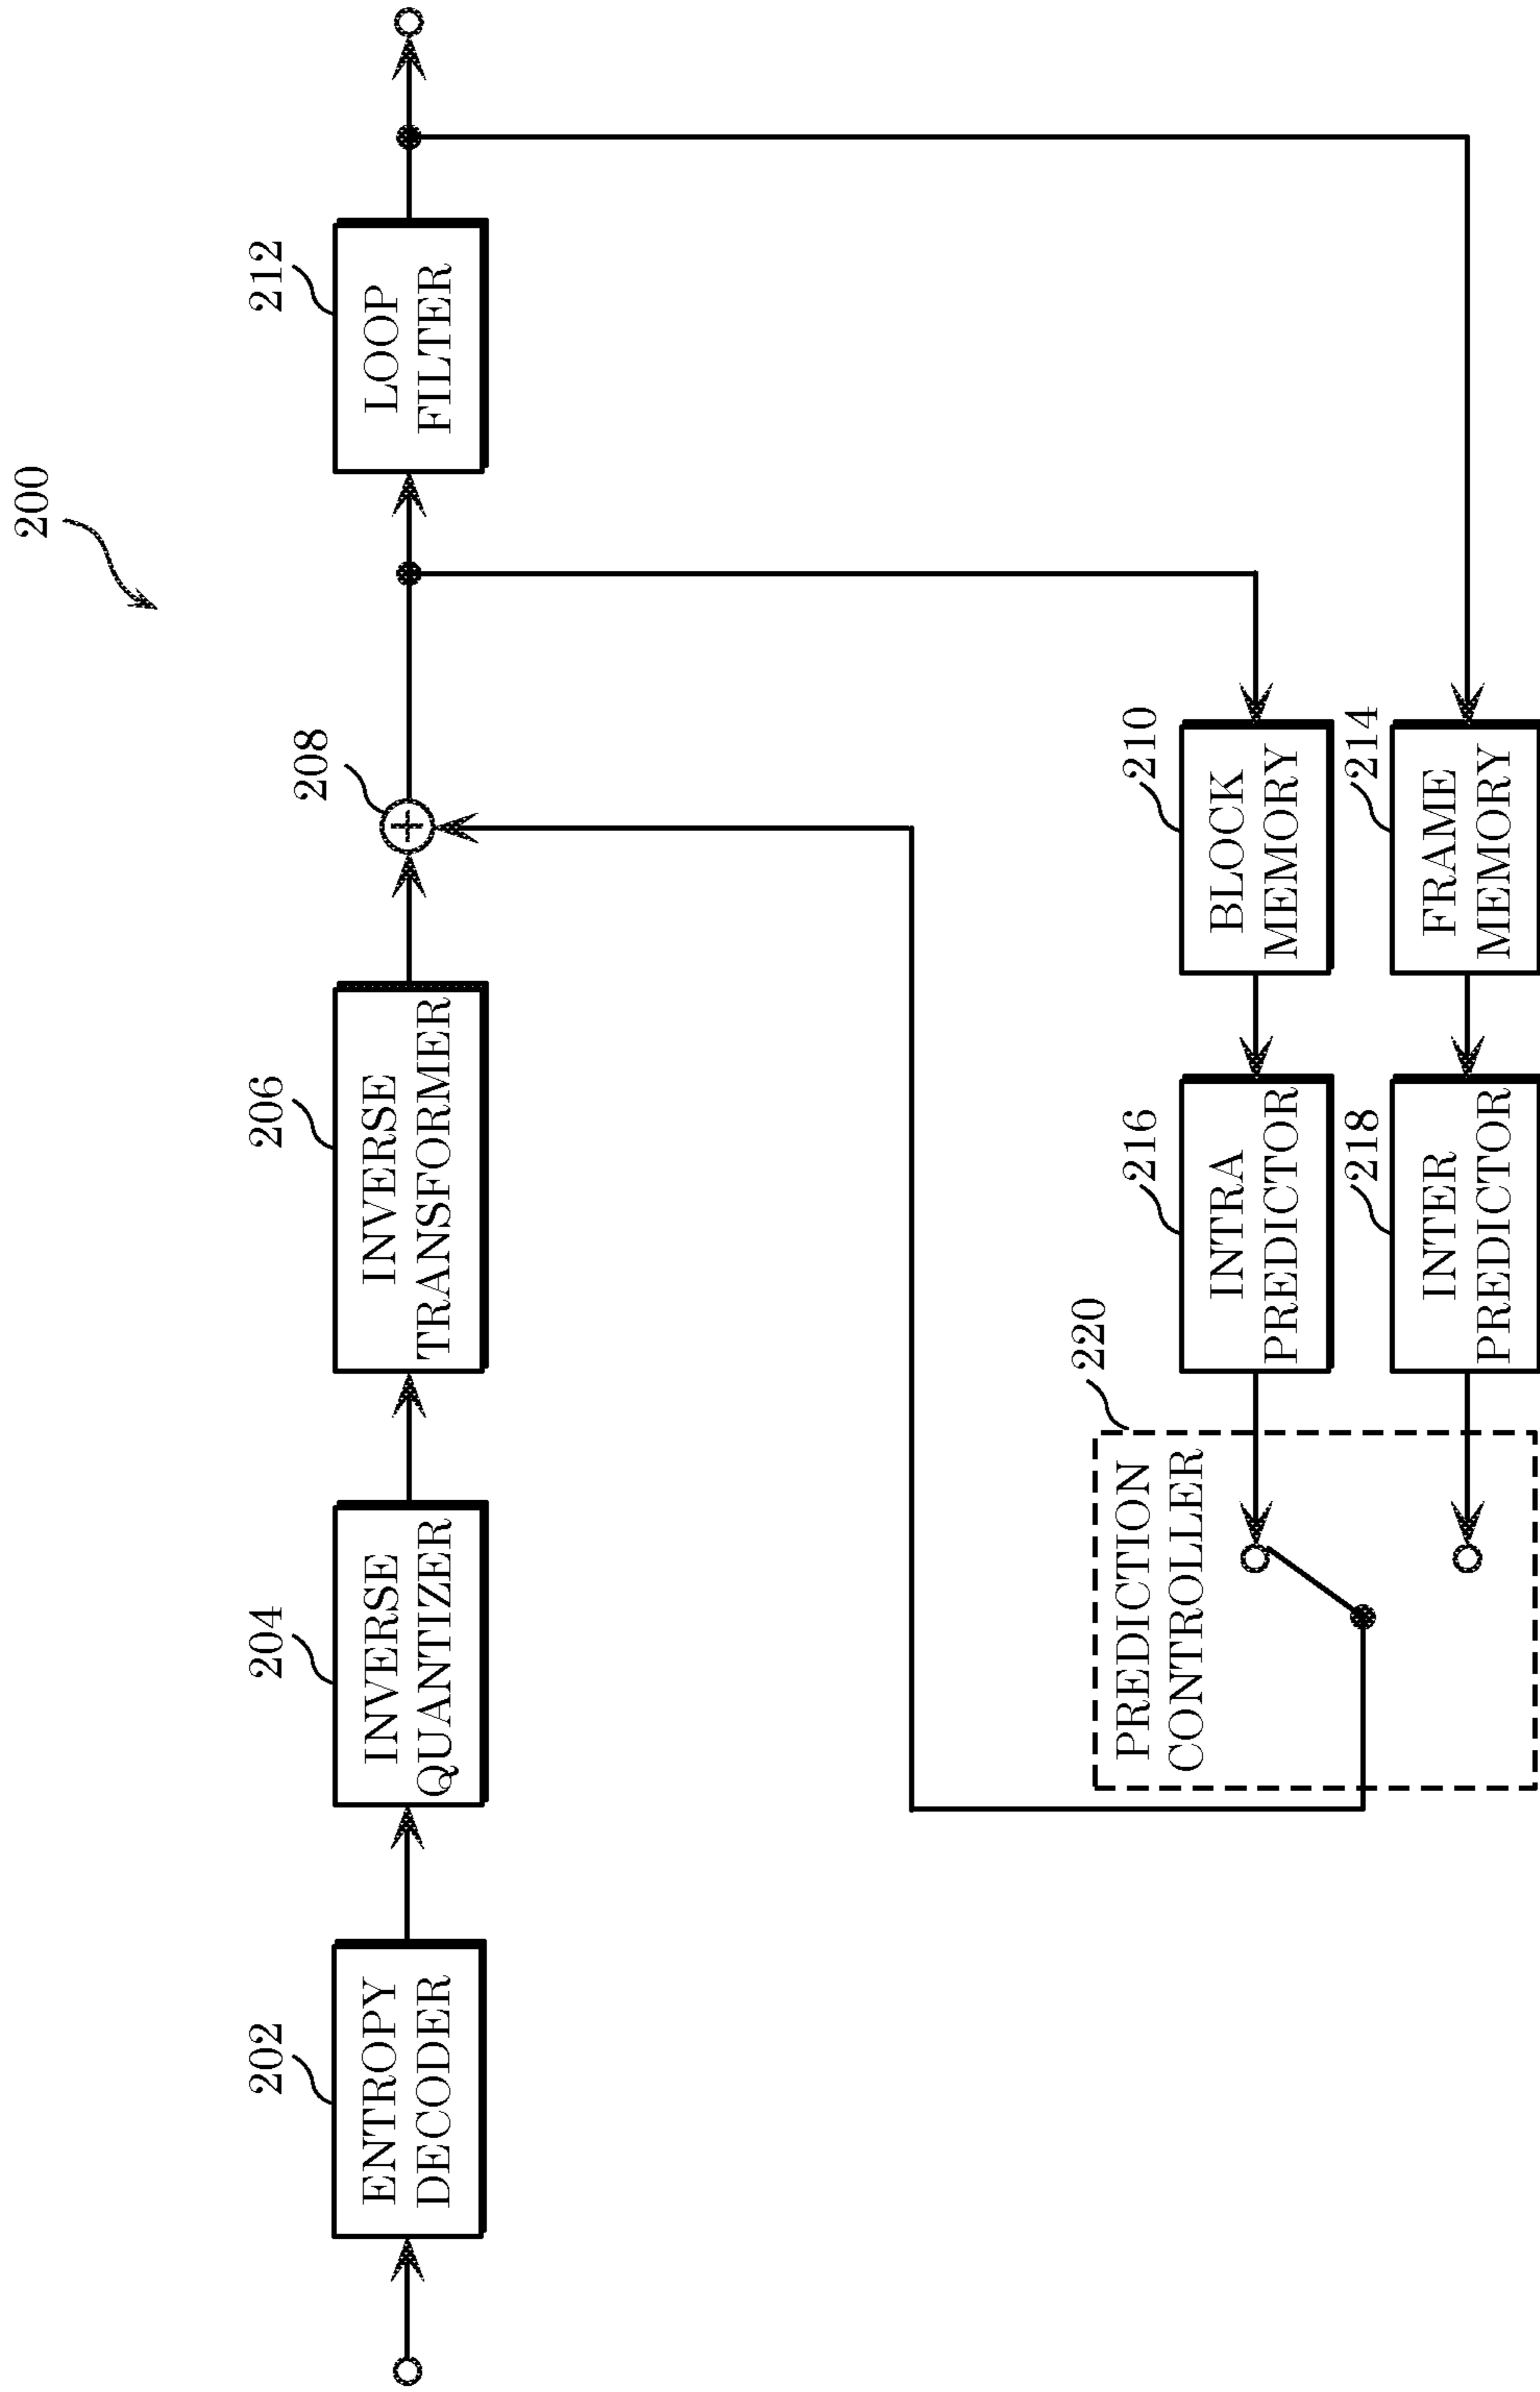 200
202
ENTROPY
DECODER
204
INVERSE
QUANTIZER
206
INVERSE
TRANSFORMER
208
+
212
LOOP
FILTER
220
PREDICTION
CONTROLLER
216
INTRA
PREDICTOR
210
BLOCK
MEMORY
218
INTER
PREDICTOR
214
FRAME
MEMORY